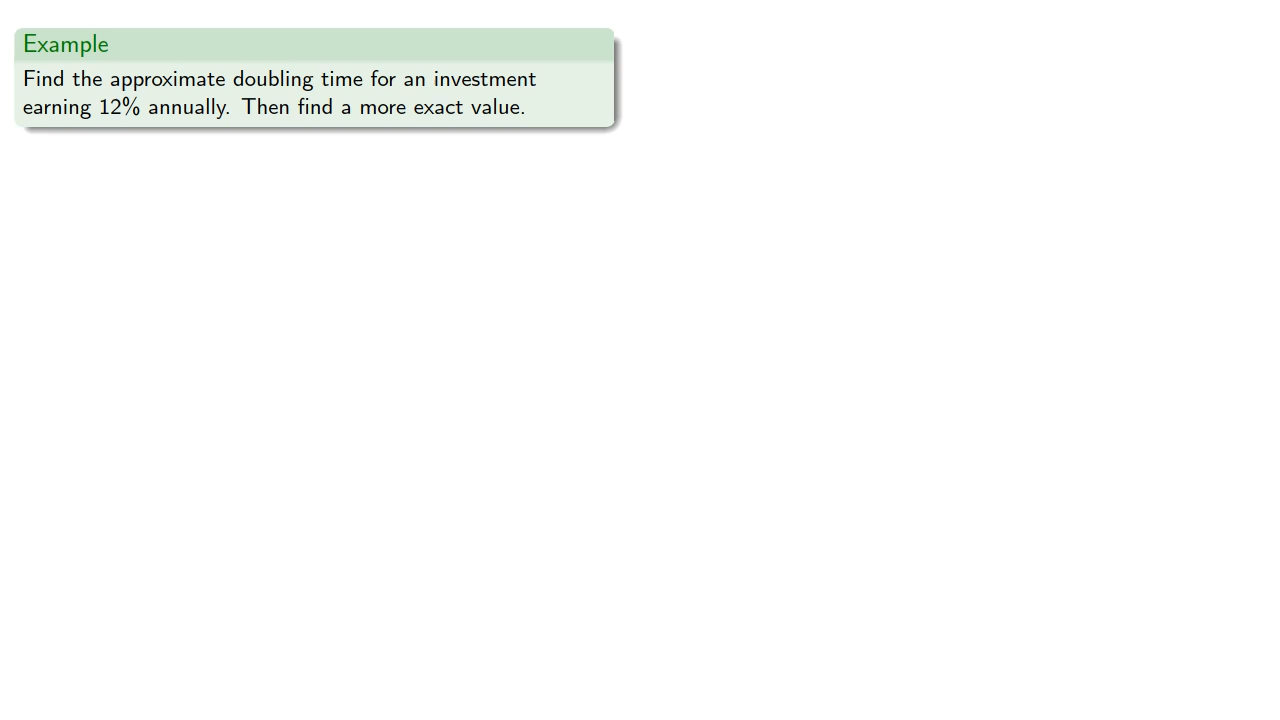 Example
Find the approximate doubling time for an investment
earning 12% annually. Then find a more exact value.